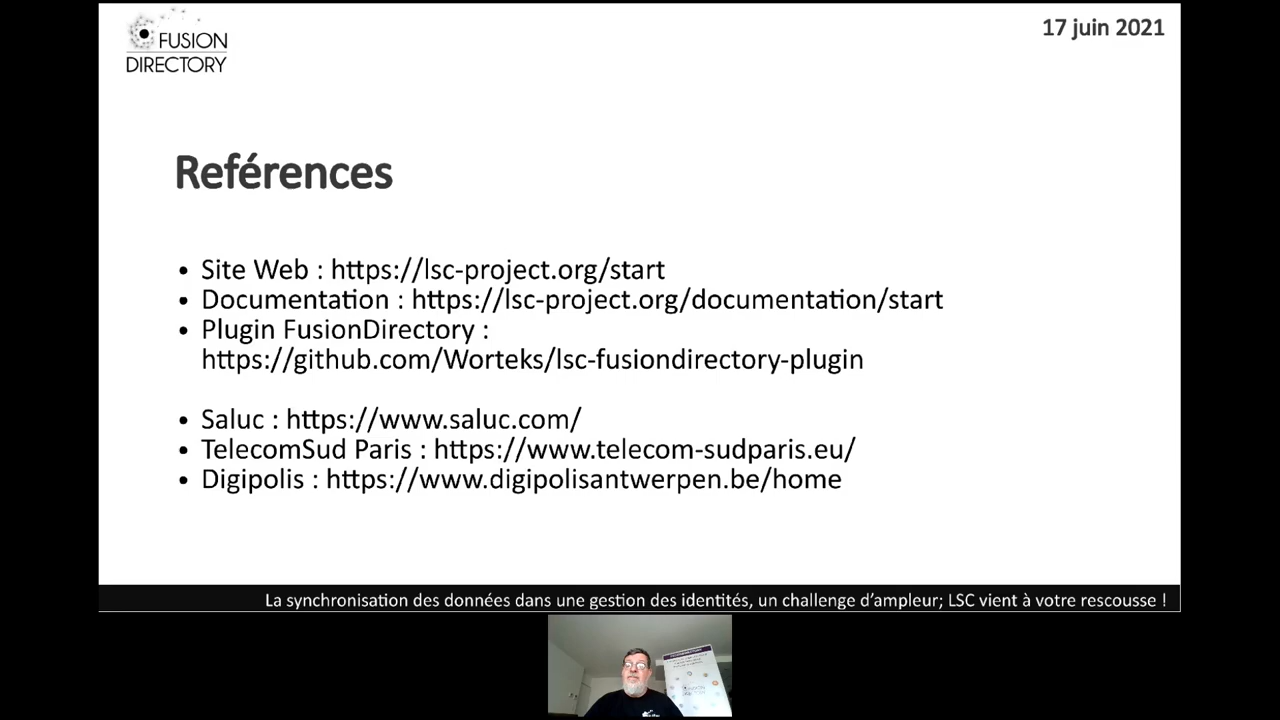 FUSION
DIRECTORY
17 juin 2021
Reférences
• Site Web : https://lsc-project.org/start
• Documentation : https://lsc-project.org/documentation/start
• Plugin FusionDirectory :
https://github.com/Worteks/lsc-fusiondirectory-plugin
• Saluc : https://www.saluc.com/
• TelecomSud Paris : https://www.telecom-sudparis.eu/
• Digipolis : https://www.digipolisantwerpen.be/home
La synchronisation des données dans une gestion des identités, un challenge d’ampleur; LSC vient à votre rescousse !
FUSION
DIRECTORY